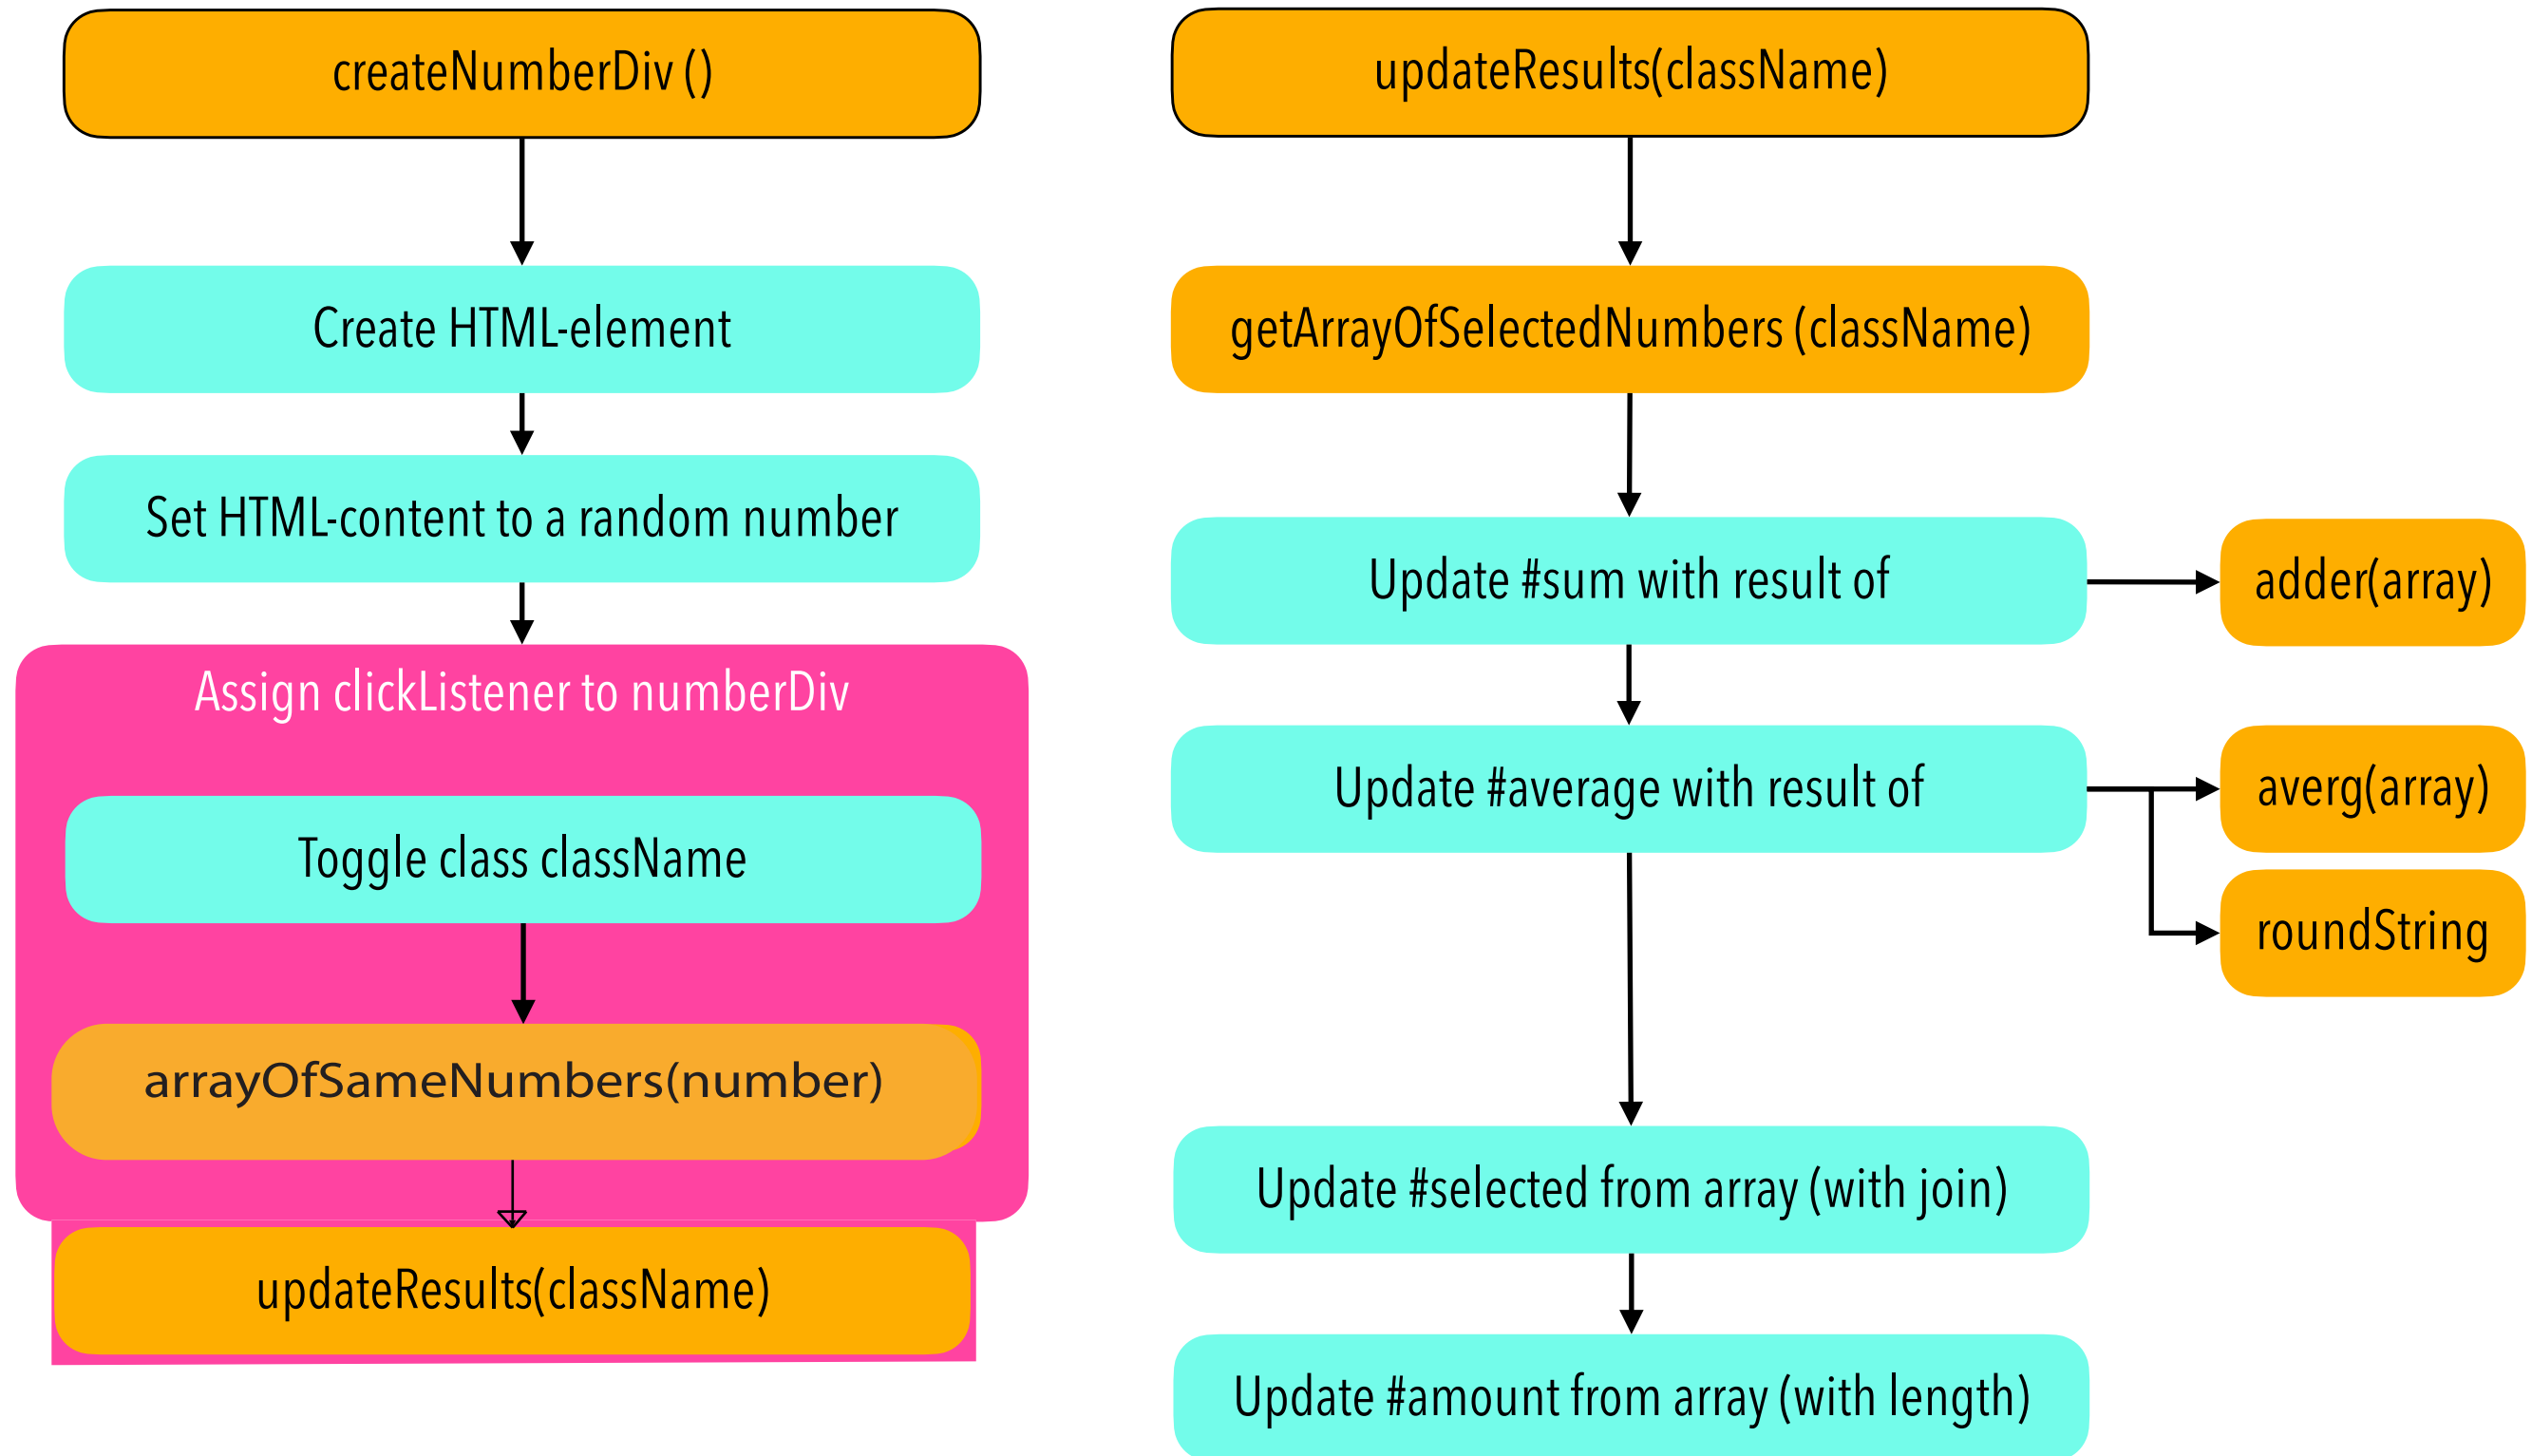 createNumberDiv ()
Create HTML-element
Set HTML-content to a random number
Assign clickListener to numberDiv
Toggle class className
arrayOfSameNumbers(number)
updateResults(className)
updateResults(className)
getArrayOfSelectedNumbers (className)
Update #sum with result of
adder(array)
Update #average with result of
averg(array)
roundString
Update #selected from array (with join)
Update #amount from array (with length)